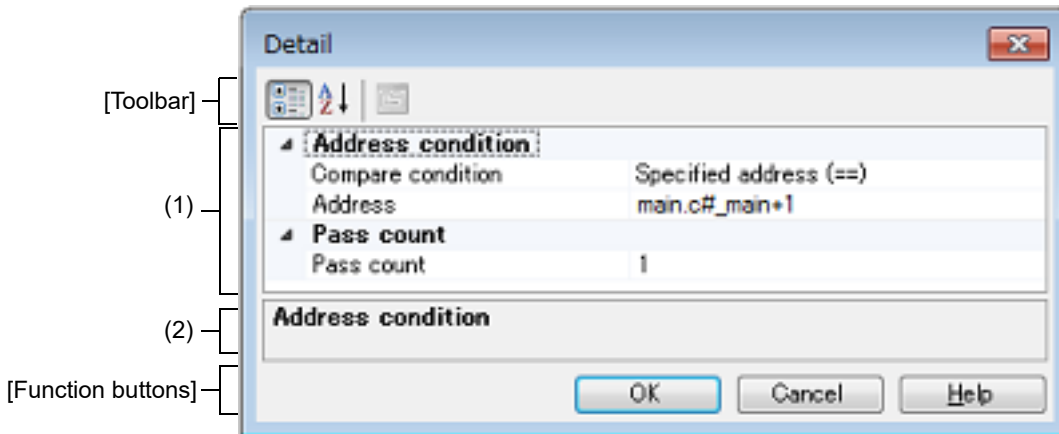 Detail
[Toolbar]
Address condition
Compare condition Specified address (==)
(1)
Address main.c#_main+1
Pass count
Pass count 1
(2)
Address condition
[Function buttons]
OK Cancel Help